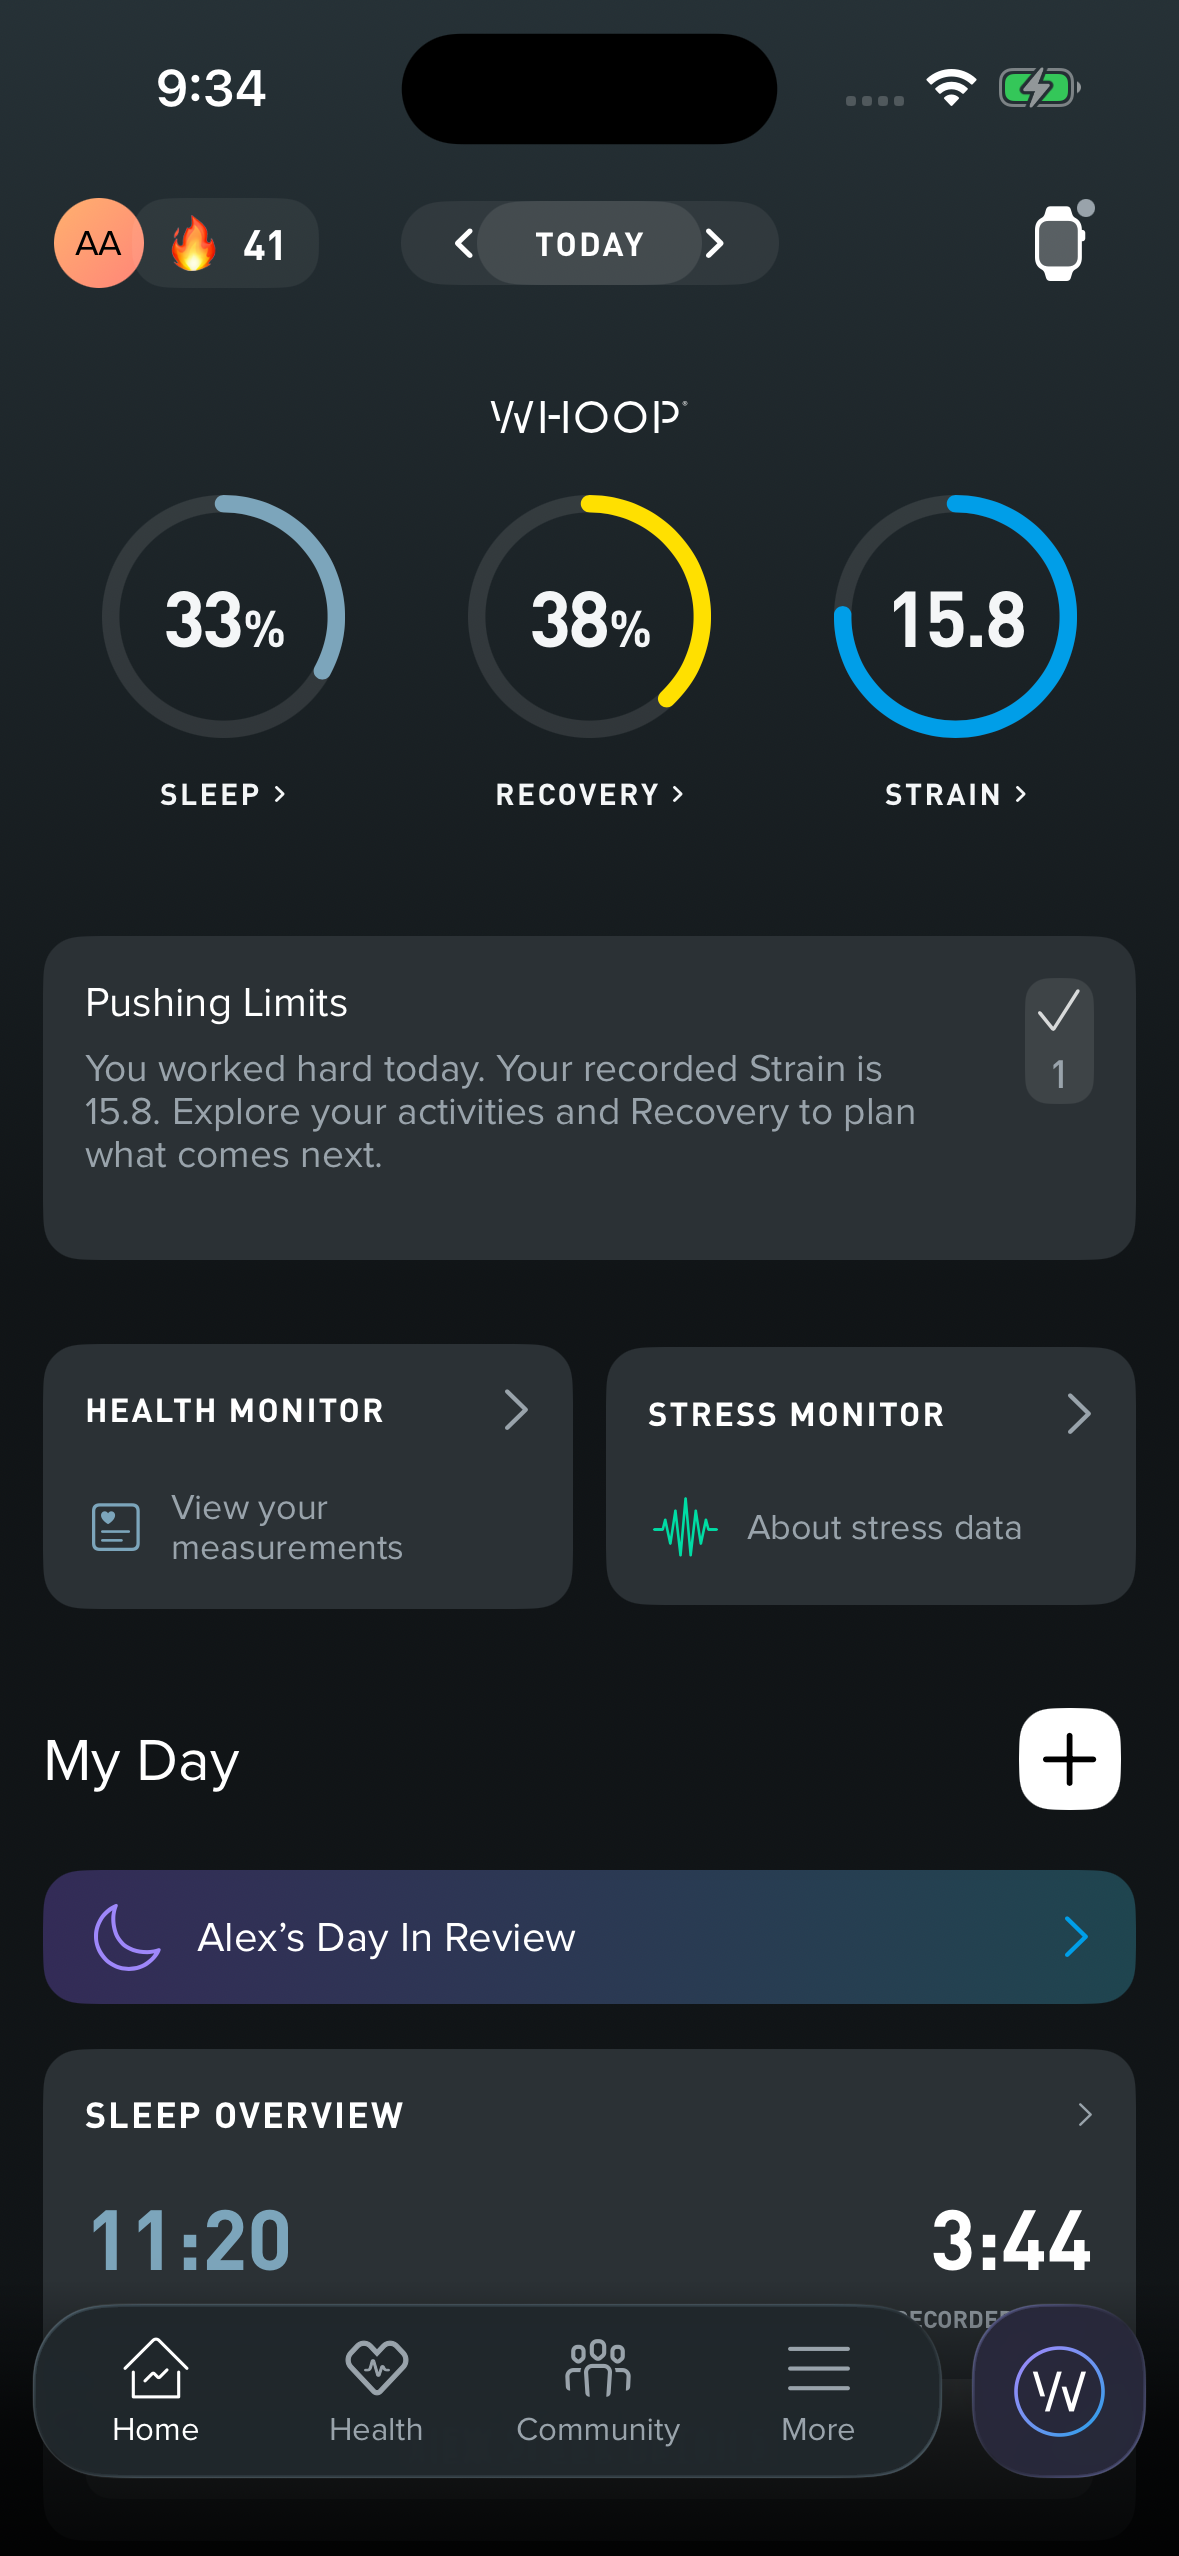 9:34
AA 🔥 41
TODAY
WHOOP
33%
38%
15.8
SLEEP
RECOVERY
STRAIN
Pushing Limits
1
You worked hard today. Your recorded Strain is
15.8. Explore your activities and Recovery to plan
what comes next.
HEALTH MONITOR
View your
measurements
STRESS MONITOR
About stress data
My Day
Alex’s Day In Review
SLEEP OVERVIEW
11:20
3:44
Home
Health
Community
More